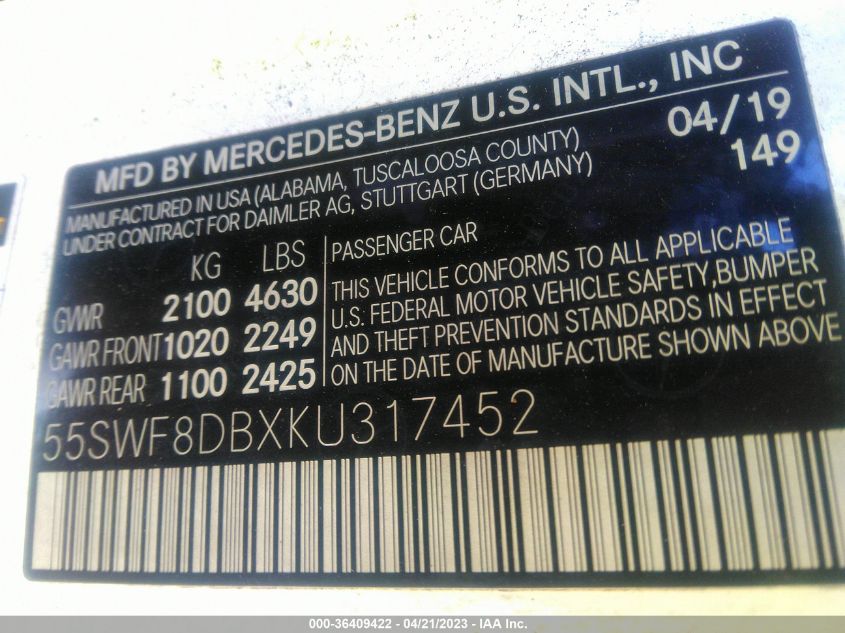 MFD BY MERCEDES-BENZ U.S. INTL., INC
04/19
MANUFACTURED IN USA (ALABAMA, TUSCALOOSA COUNTY)
UNDER CONTRACT FOR DAIMLER AG, STUTTGART (GERMANY)
149
KG LBS
GVWR 2100 4630
GAWR FRONT 1020 2249
GAWR REAR 1100 2425
PASSENGER CAR
THIS VEHICLE CONFORMS TO ALL APPLICABLE
U.S. FEDERAL MOTOR VEHICLE SAFETY, BUMPER
AND THEFT PREVENTION STANDARDS IN EFFECT
ON THE DATE OF MANUFACTURE SHOWN ABOVE
55SWF8DBXKU317452
000-36409422 - 04/21/2023 - IAA Inc.